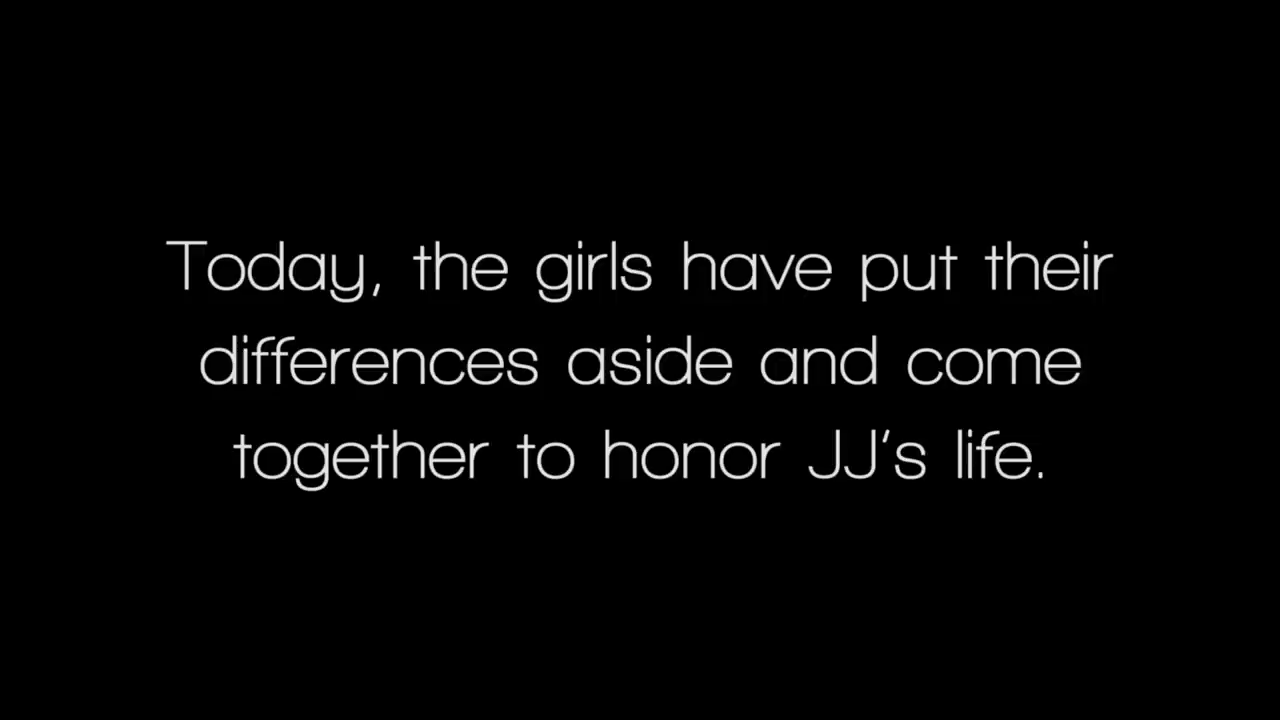 Today, the girls have put their
differences aside and come
together to honor JJ's life.